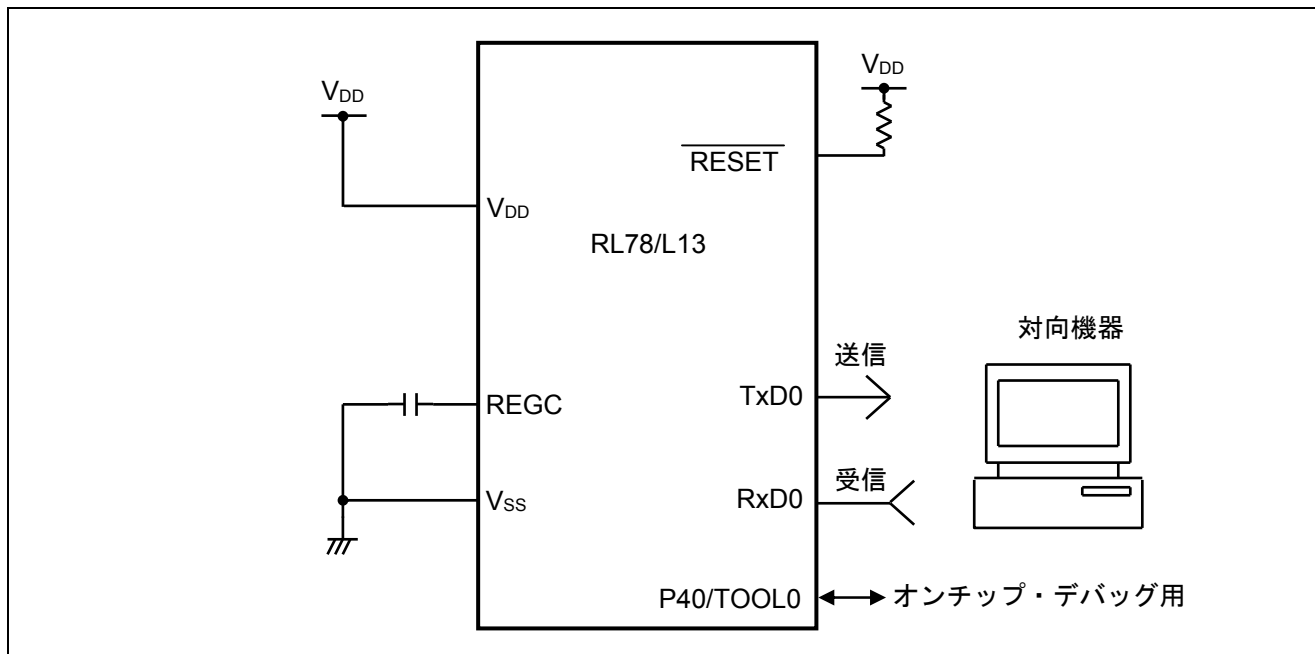 VDD
VDD
RESET
VDD
RL78/L13
対向機器
送信
TxD0
REGC
受信
RxD0
VSS
P40/TOOL0
オンチップ・デバッグ用